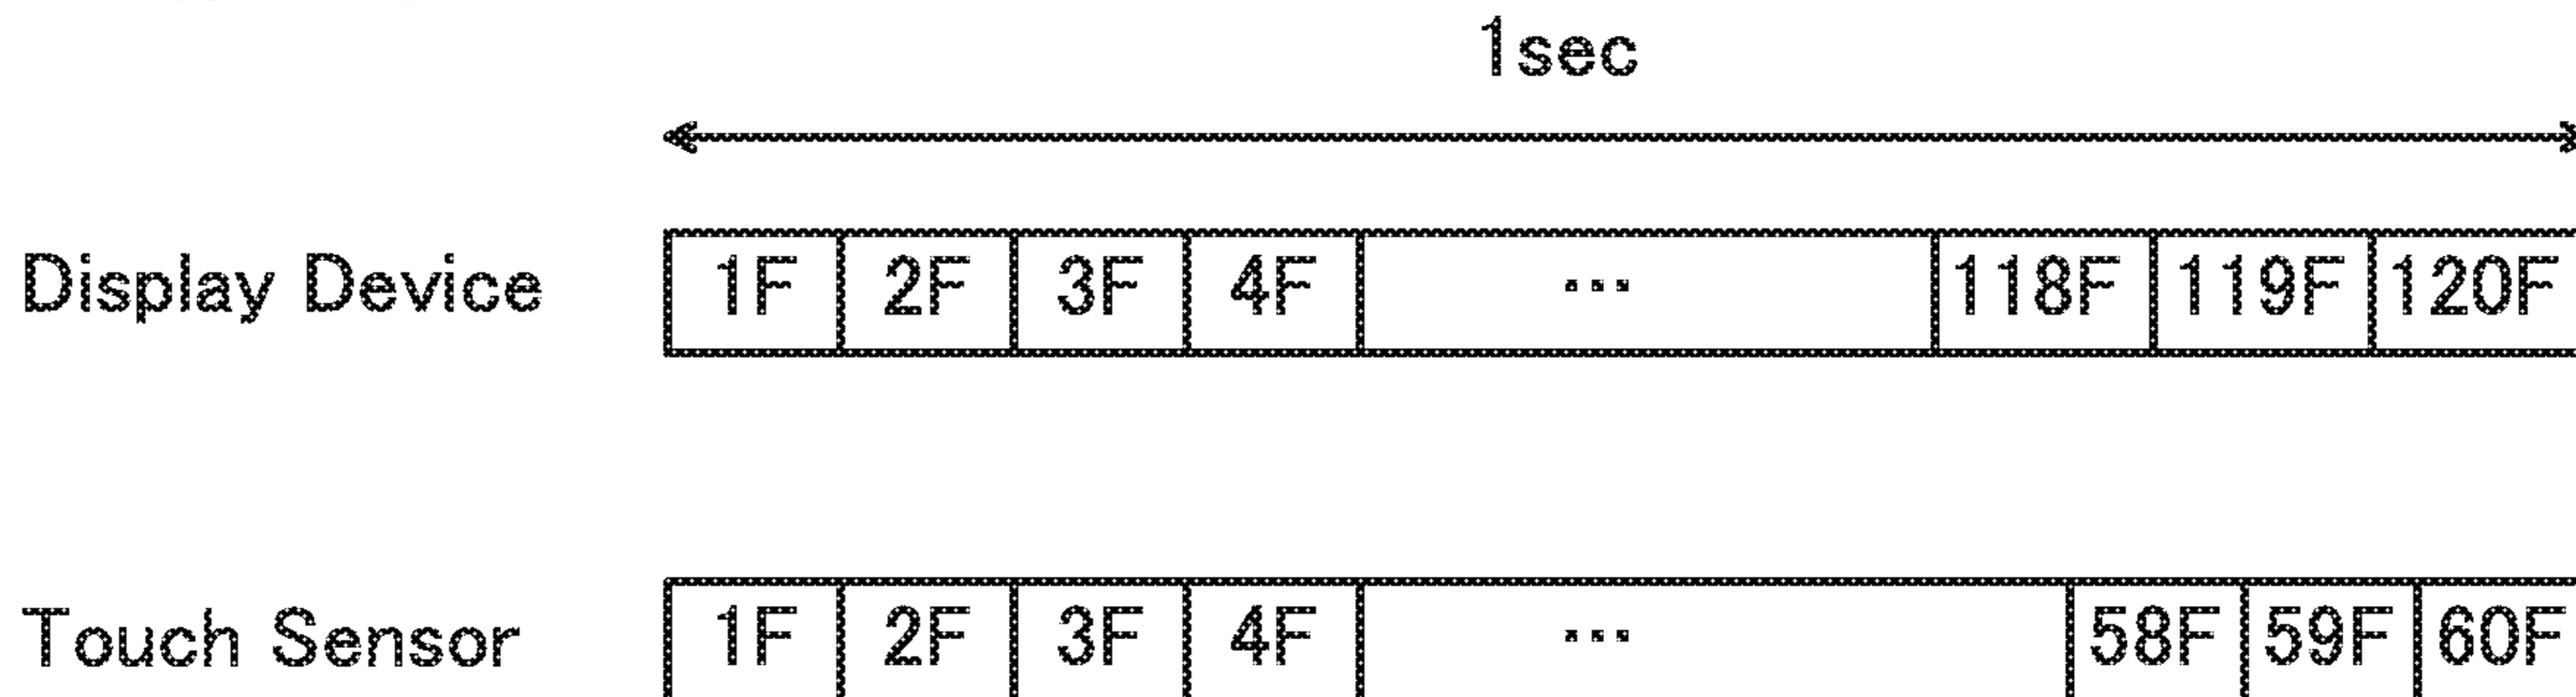 1sec
Display Device 1F 2F 3F 4F ... 118F 119F 120F
Touch Sensor 1F 2F 3F 4F ... 58F 59F 60F